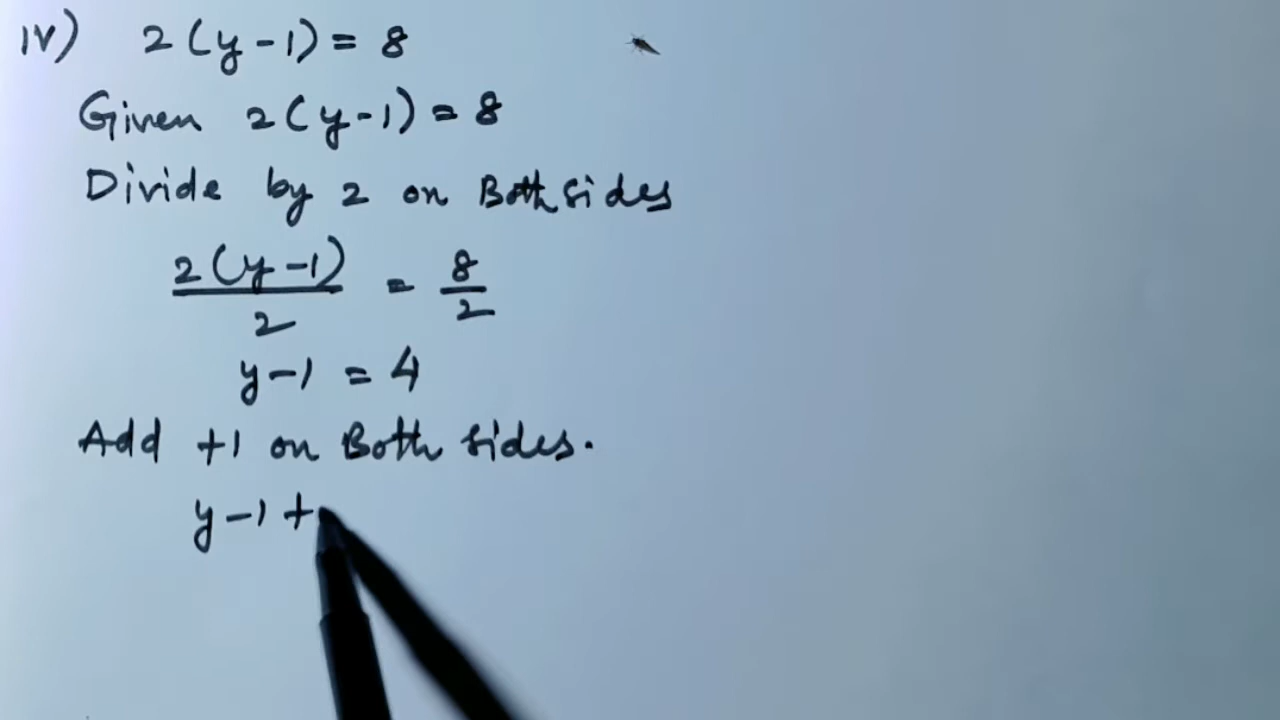 iv) 2(y-1)= 8
Given 2(y-1) = 8
Divide by 2 on Both sides
2(y-1)/2 = 8/2
y-1 = 4
Add +1 on Both sides.
y-1+